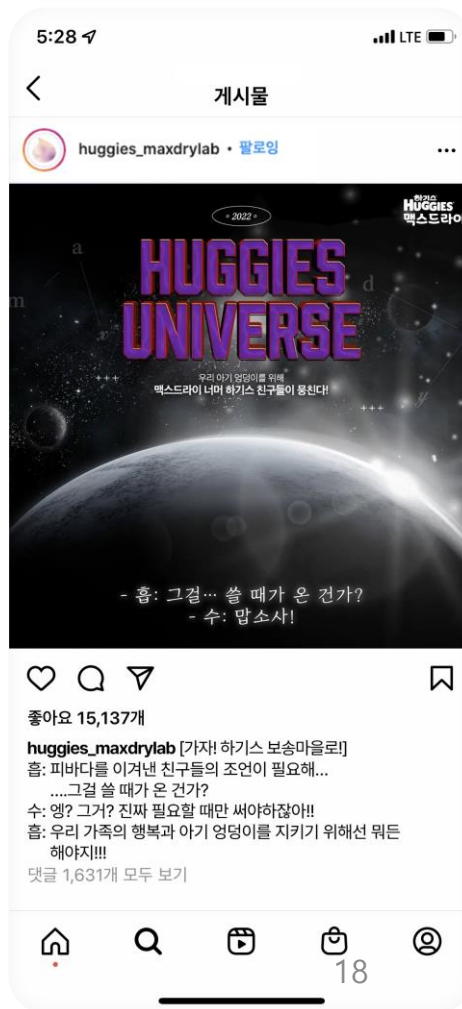 5:28
LTE
게시물
huggies_maxdrylab • 팔로잉
하기스
HUGGIES
맥스드라이
• 2022 •
HUGGIES
UNIVERSE
우리 아기 엉덩이를 위해
맥스드라이 너머 하기스 친구들이 뭉친다!
a
m
d
y
- 흡: 그걸… 쓸 때가 온 건가?
- 수: 맙소사!
좋아요 15,137개
huggies_maxdrylab [가자! 하기스 보송마을로!]
흡: 피바다를 이겨낸 친구들의 조언이 필요해…
….그걸 쓸 때가 온 건가?
수: 엥? 그거? 진짜 필요할 때만 써야하잖아!!
흡: 우리 가족의 행복과 아기 엉덩이를 지키기 위해선 뭐든
해야지!!!
댓글 1,631개 모두 보기
18